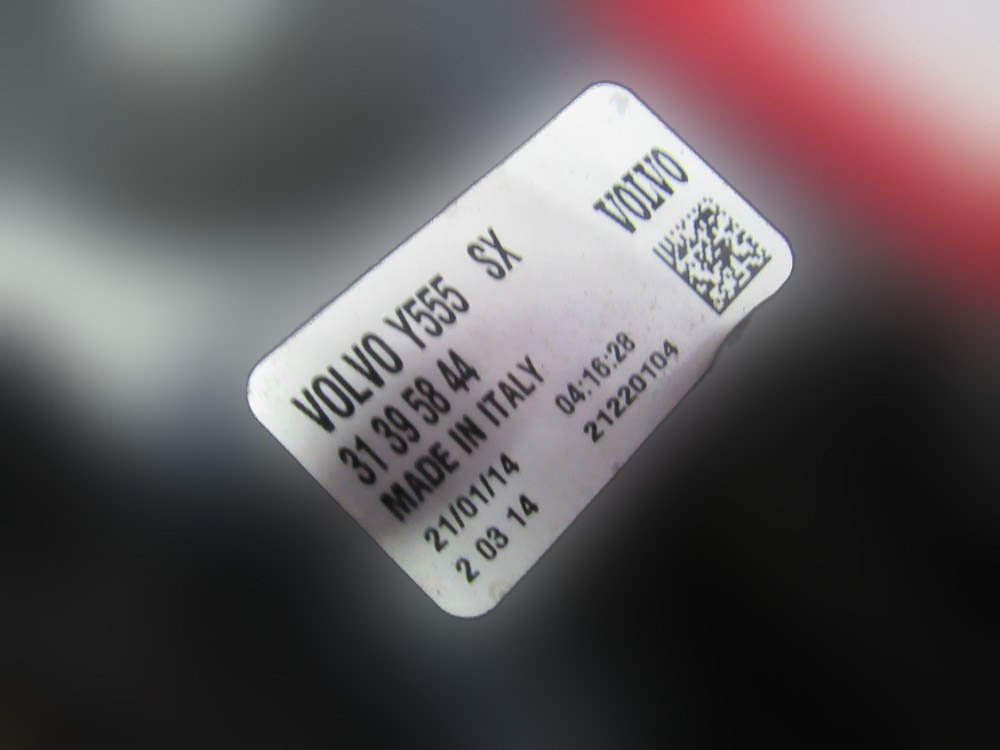 VOLVO
VOLVO Y555 SX
31 39 58 44
MADE IN ITALY
21/01/14 04:16:28
2 03 14 21220104